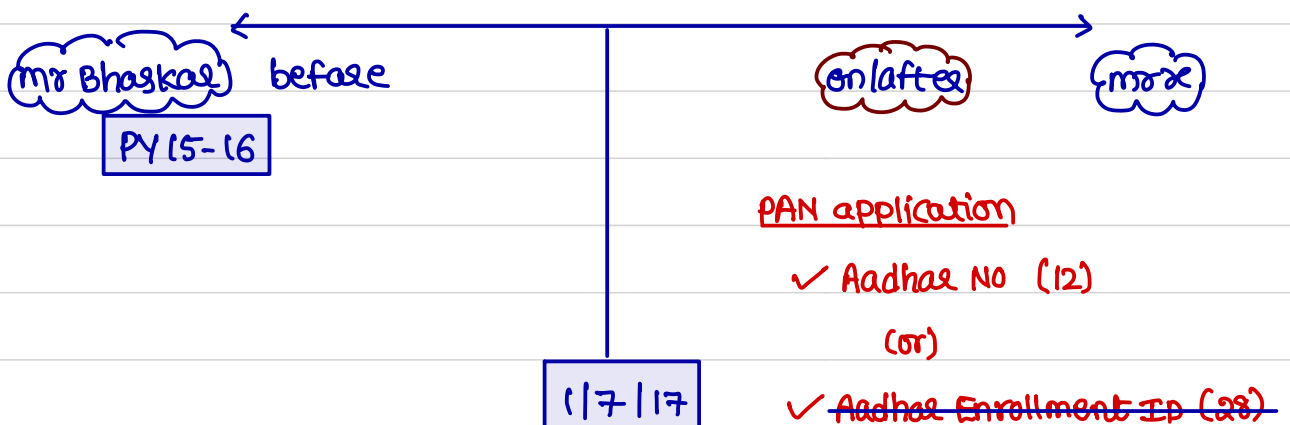 mr Bhaskar before on/after mr x
PY 15-16
PAN application
✓ Aadhar No (12)
(or)
1/7/17 ✓ Aadhar Enrollment ID (28)